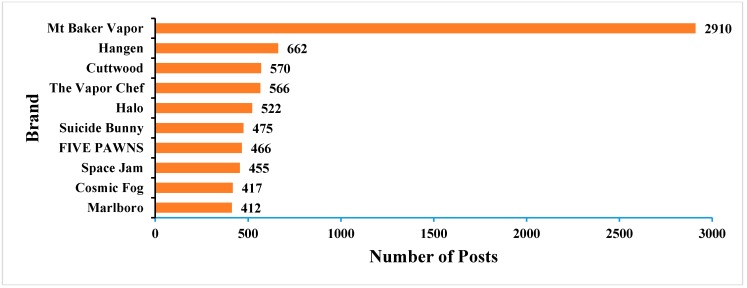 Brand
Mt Baker Vapor 2910
Hangen 662
Cuttwood 570
The Vapor Chef 566
Halo 522
Suicide Bunny 475
FIVE PAWNS 466
Space Jam 455
Cosmic Fog 417
Marlboro 412
0 500 1000 1500 2000 2500 3000
Number of Posts